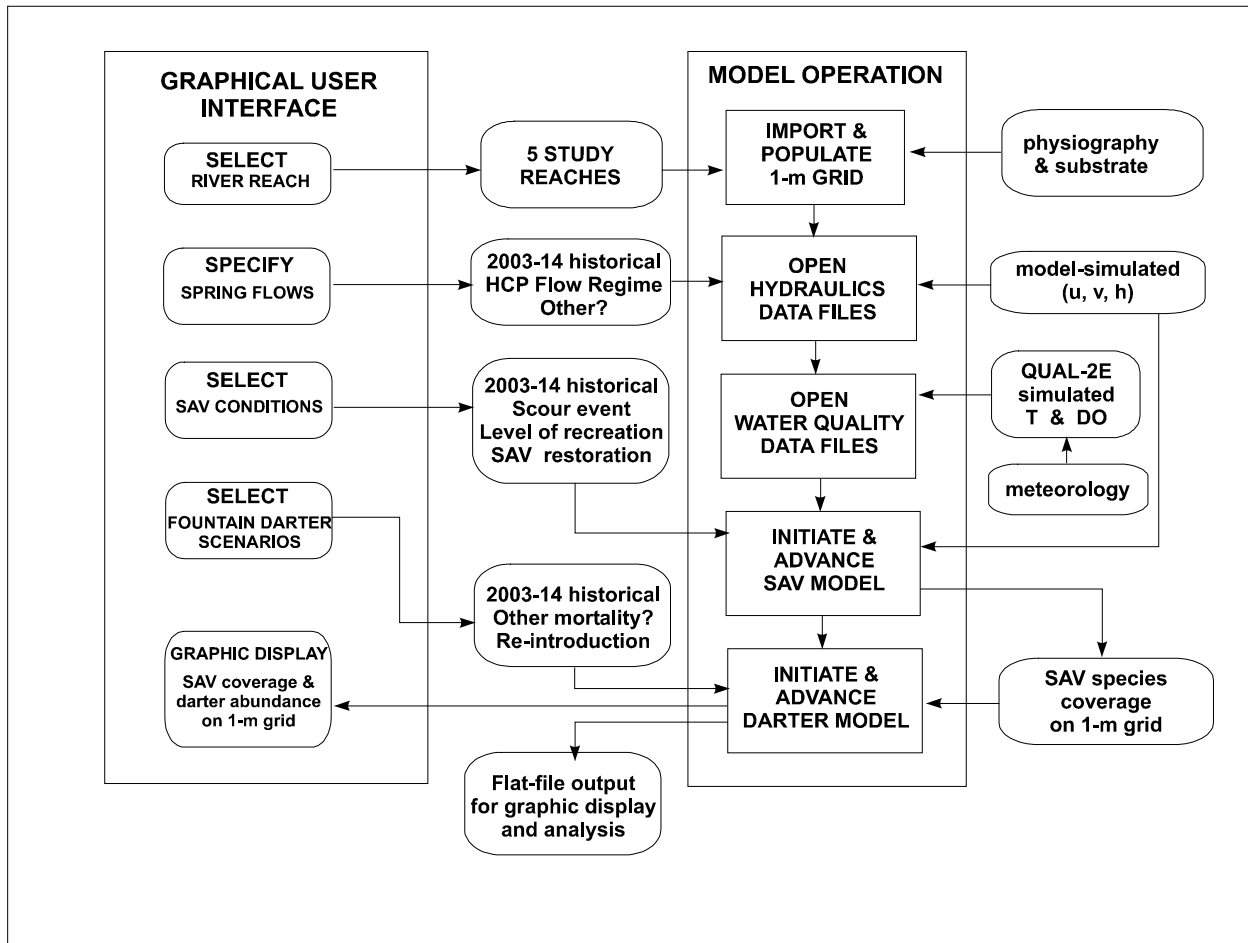 GRAPHICAL USER
INTERFACE
SELECT
RIVER REACH
SPECIFY
SPRING FLOWS
SELECT
SAV CONDITIONS
SELECT
FOUNTAIN DARTER
SCENARIOS
GRAPHIC DISPLAY
SAV coverage &
darter abundance
on 1-m grid
5 STUDY
REACHES
2003-14 historical
HCP Flow Regime
Other?
2003-14 historical
Scour event
Level of recreation
SAV restoration
2003-14 historical
Other mortality?
Re-introduction
Flat-file output
for graphic display
and analysis
MODEL OPERATION
IMPORT &
POPULATE
1-m GRID
OPEN
HYDRAULICS
DATA FILES
OPEN
WATER QUALITY
DATA FILES
INITIATE &
ADVANCE
SAV MODEL
INITIATE &
ADVANCE
DARTER MODEL
physiography
& substrate
model-simulated
(u, v, h)
QUAL-2E
simulated
T & DO
meteorology
SAV species
coverage
on 1-m grid